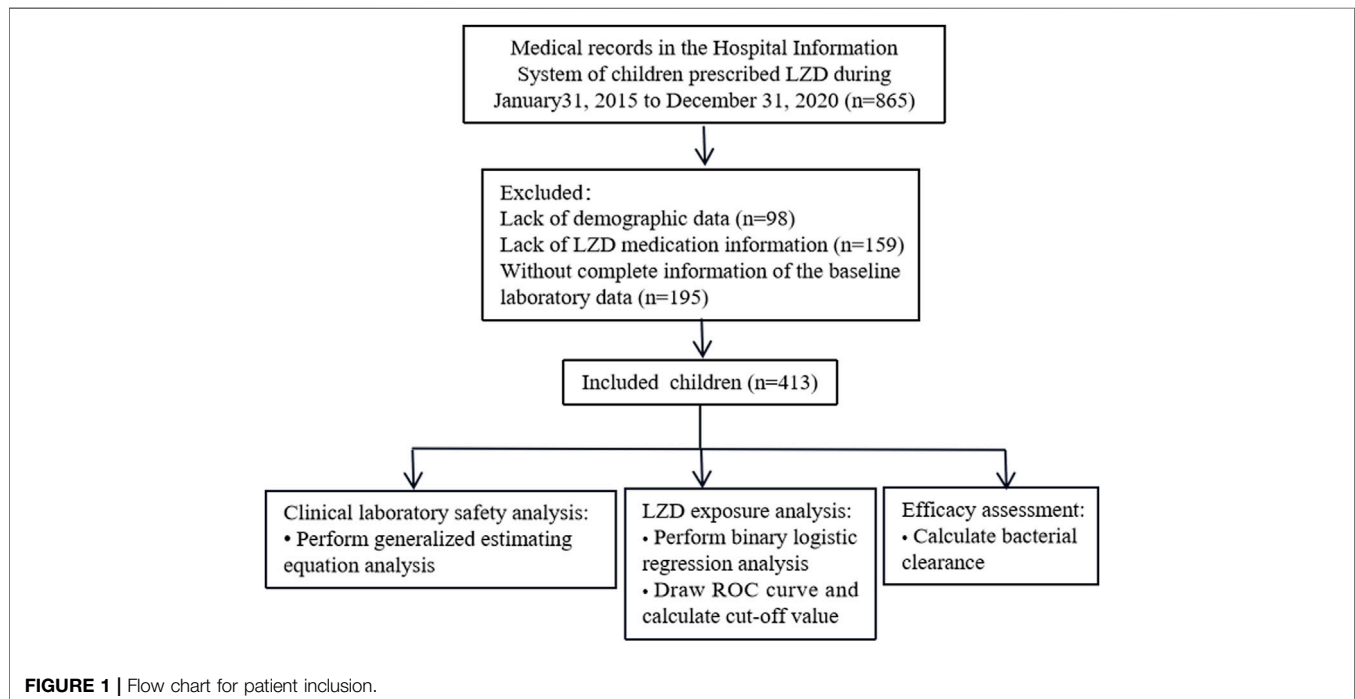 Medical records in the Hospital Information
System of children prescribed LZD during
January31, 2015 to December 31, 2020 (n=865)
Excluded:
Lack of demographic data (n=98)
Lack of LZD medication information (n=159)
Without complete information of the baseline
laboratory data (n=195)
Included children (n=413)
Clinical laboratory safety analysis:
• Perform generalized estimating
equation analysis
LZD exposure analysis:
• Perform binary logistic
regression analysis
• Draw ROC curve and
calculate cut-off value
Efficacy assessment:
• Calculate bacterial
clearance
FIGURE 1 | Flow chart for patient inclusion.